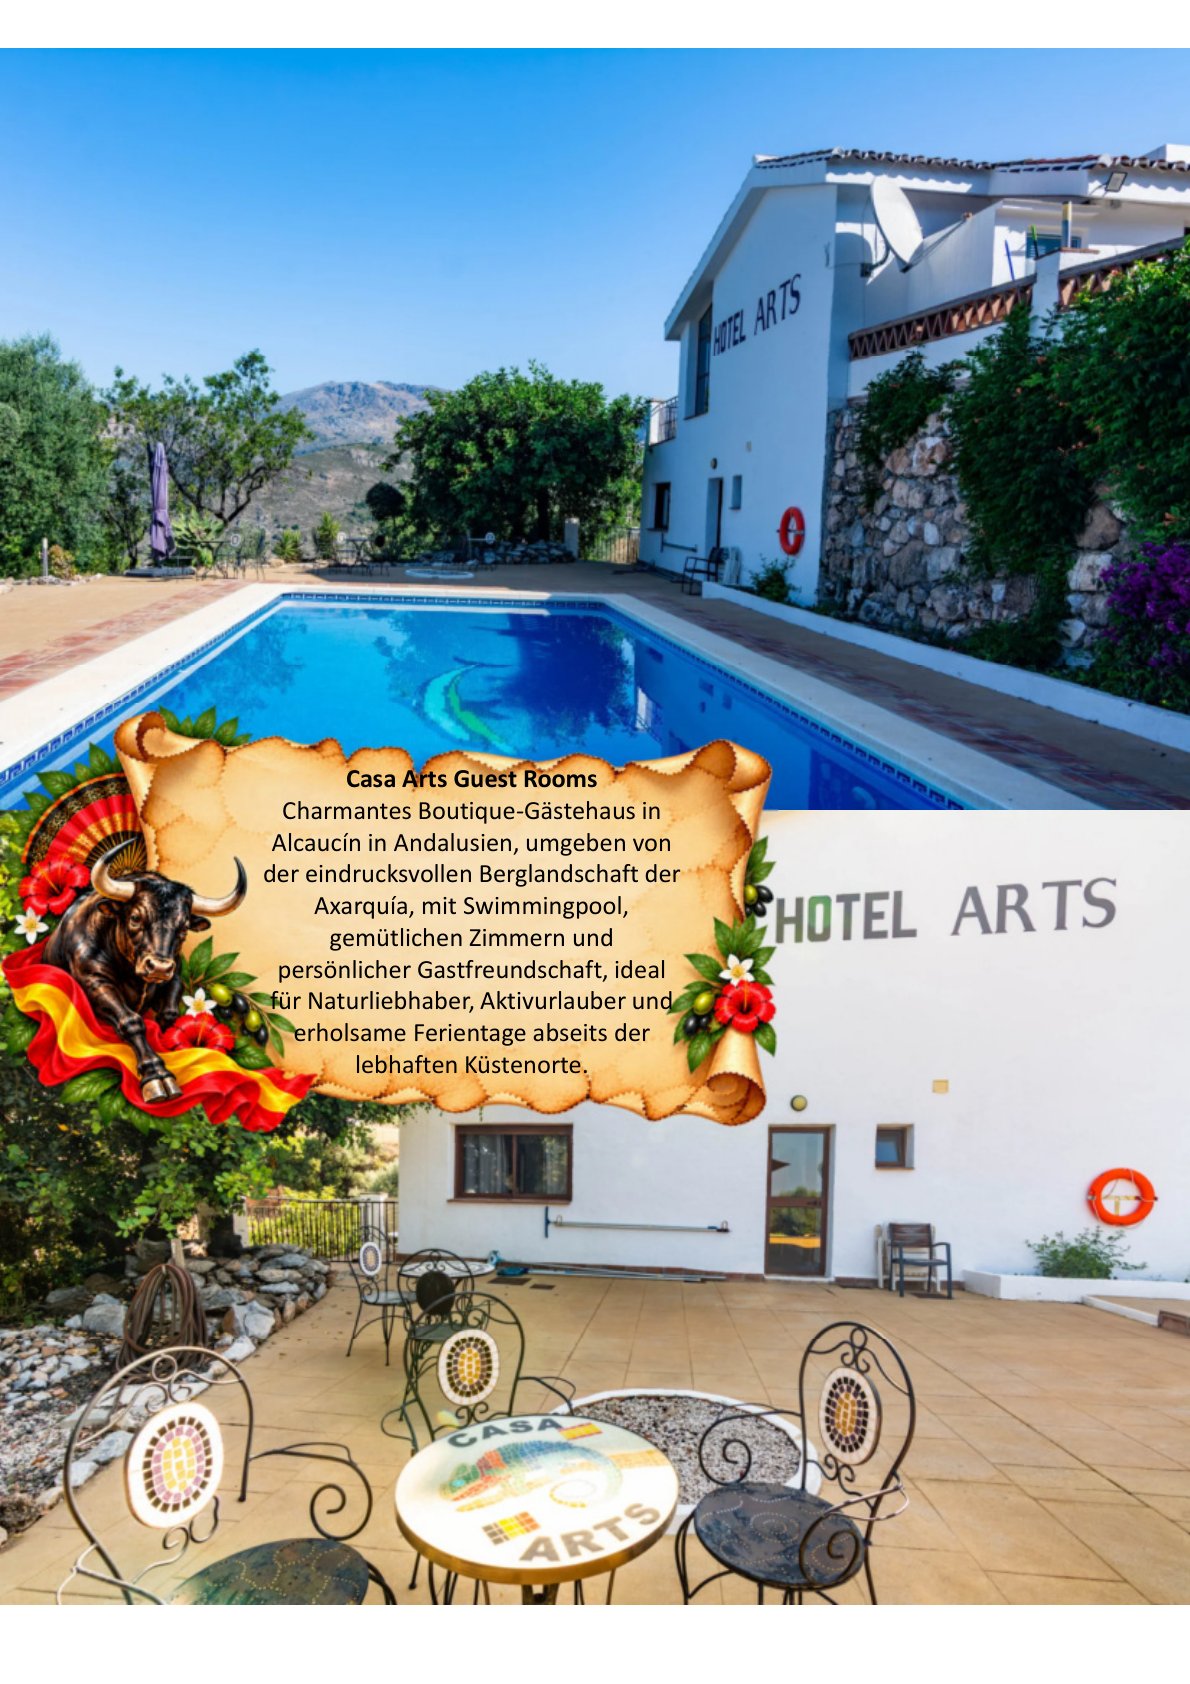 HOTEL ARTS
Casa Arts Guest Rooms
Charmantes Boutique-Gästehaus in
Alcaucín in Andalusien, umgeben von
der eindrucksvollen Berglandschaft der
Axarquía, mit Swimmingpool,
gemütlichen Zimmern und
persönlicher Gastfreundschaft, ideal
für Naturliebhaber, Aktivurlauber und
erholsame Ferientage abseits der
lebhaften Küstenorte.
HOTEL ARTS
CASA
ARTS